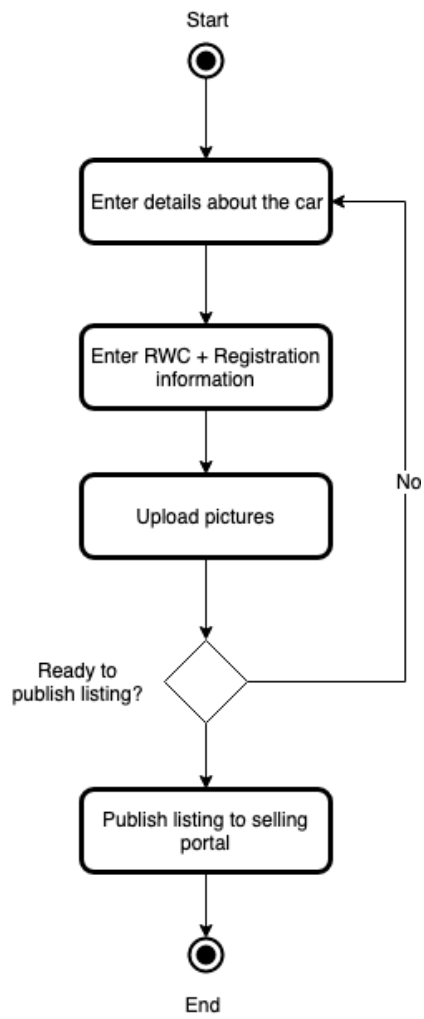 Start
Enter details about the car
Enter RWC + Registration
information
Upload pictures
No
Ready to
publish listing?
Publish listing to selling
portal
End